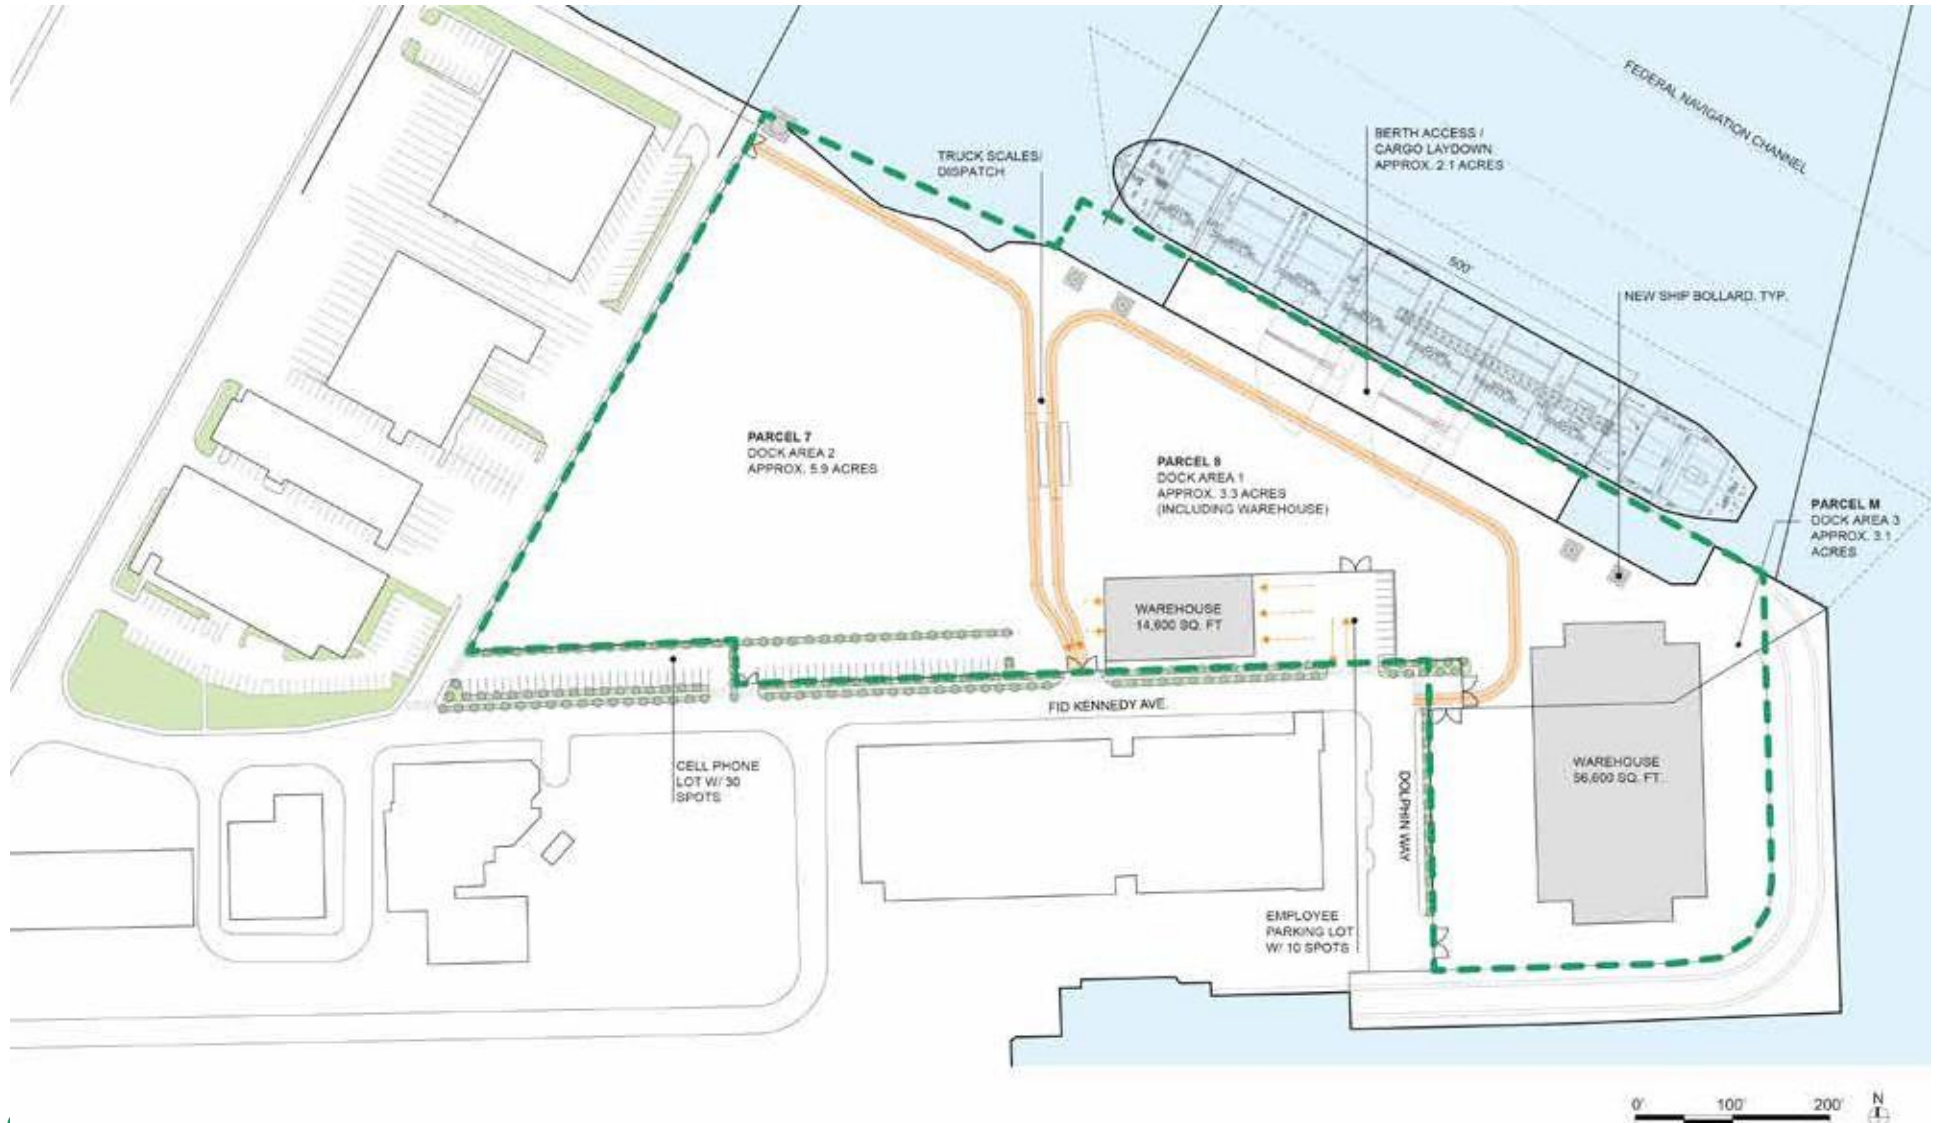 FEDERAL NAVIGATION CHANNEL
BERTH ACCESS /
CARGO LAYDOWN
APPROX. 2.1 ACRES
TRUCK SCALES/
DISPATCH
500'
NEW SHIP BOLLARD, TYP.
PARCEL 7
DOCK AREA 2
APPROX. 5.9 ACRES
PARCEL 8
DOCK AREA 1
APPROX. 3.3 ACRES
(INCLUDING WAREHOUSE)
PARCEL M
DOCK AREA 3
APPROX. 3.1
ACRES
WAREHOUSE
14,600 SQ. FT
FID KENNEDY AVE.
CELL PHONE
LOT W/ 30
SPOTS
DOLPHIN WAY
WAREHOUSE
56,600 SQ. FT.
EMPLOYEE
PARKING LOT
W/ 10 SPOTS
0' 100' 200'
N